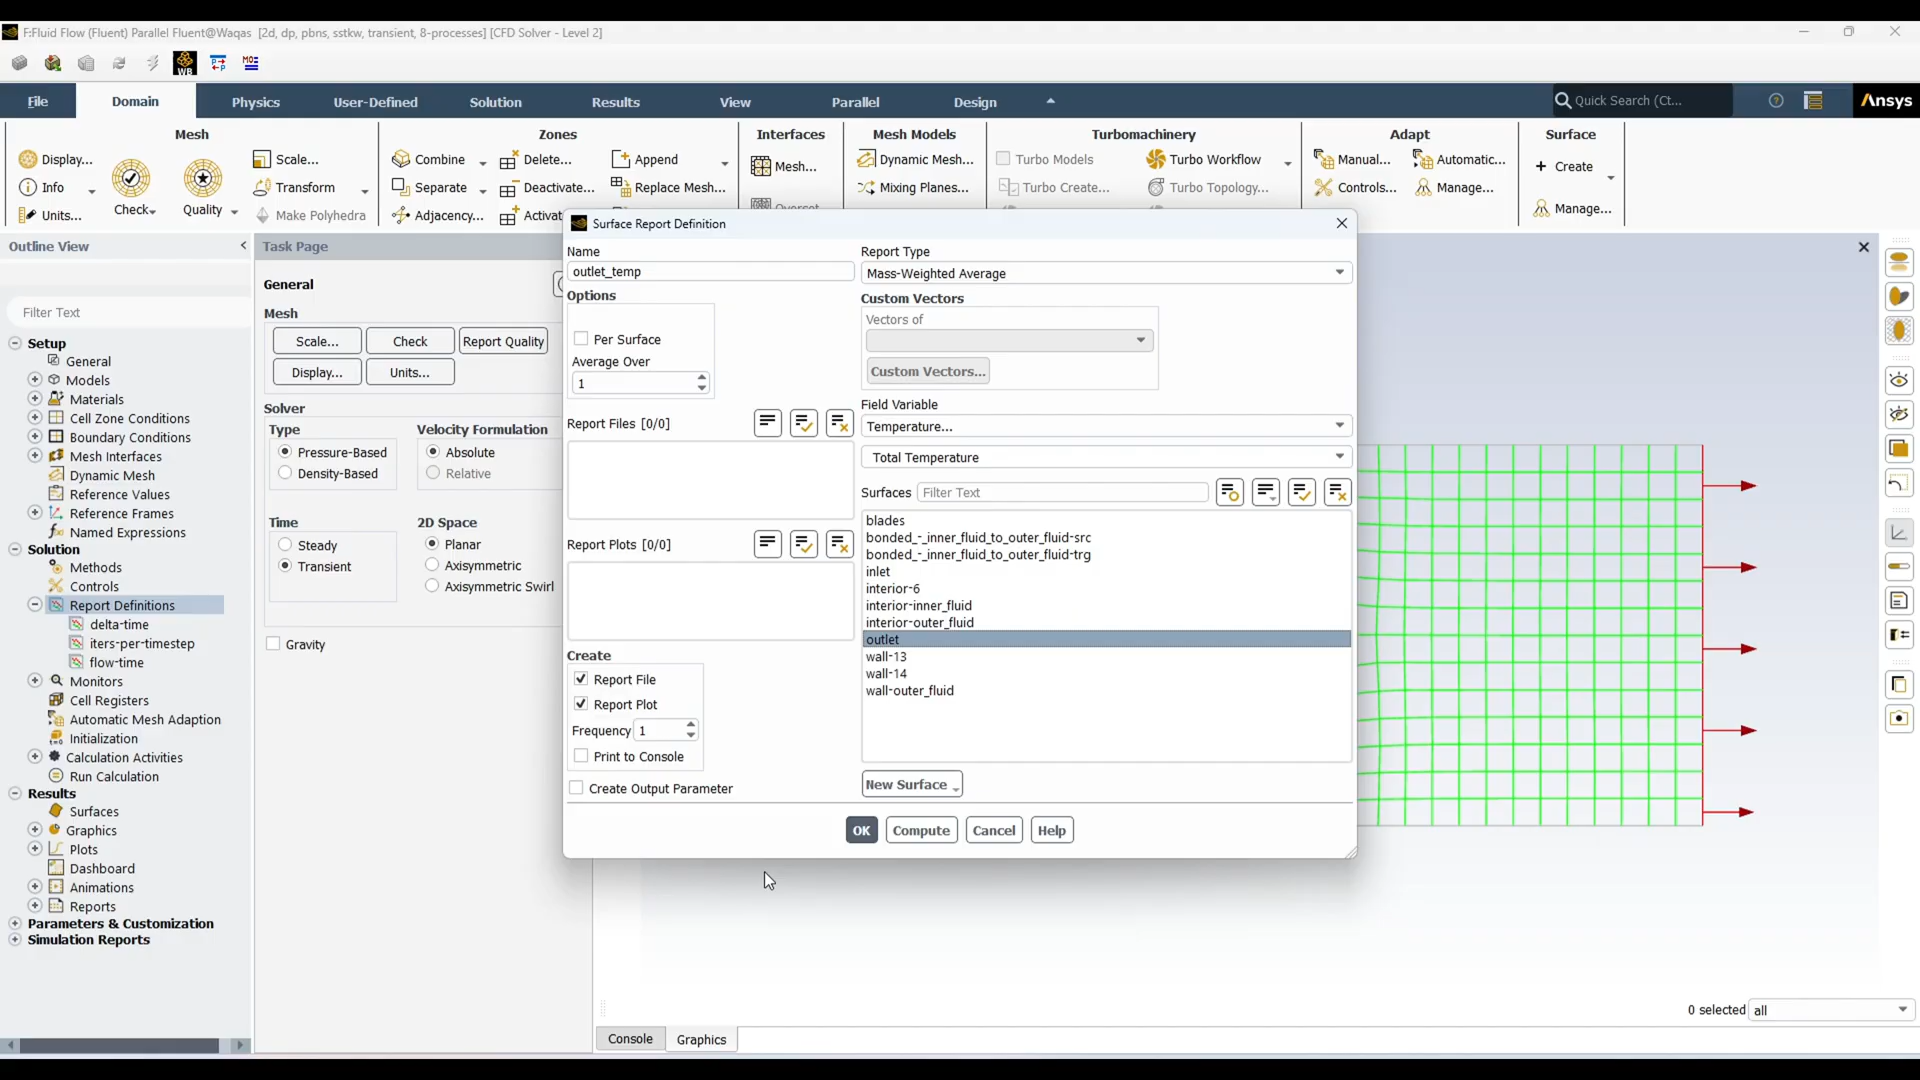 F:Fluid Flow (Fluent) Parallel Fluent@Waqas [2d, dp, pbns, sstkw, transient, 8-processes] [CFD Solver - Level 2]
WB
File Domain Physics User-Defined Solution Results View Parallel Design Quick Search (Ct... Ansys
Mesh Zones Interfaces Mesh Models Turbomachinery Adapt Surface
Display... Scale... Combine Delete... Append Mesh... Dynamic Mesh... Turbo Models Turbo Workflow Manual... Automatic... + Create
Info Transform Separate Deactivate... Replace Mesh... Mixing Planes... Turbo Create... Turbo Topology... Controls... Manage...
Units... Check Quality Make Polyhedra Adjacency... Manage...
Outline View
Filter Text
Setup
General
Models
Materials
Cell Zone Conditions
Boundary Conditions
Mesh Interfaces
Dynamic Mesh
Reference Values
Reference Frames
Named Expressions
Solution
Methods
Controls
Report Definitions
delta-time
iters-per-timestep
flow-time
Monitors
Cell Registers
Automatic Mesh Adaption
Initialization
Calculation Activities
Run Calculation
Results
Surfaces
Graphics
Plots
Dashboard
Animations
Reports
Parameters & Customization
Simulation Reports
Task Page
General
Mesh
Scale... Check Report Quality
Display... Units...
Solver
Type Velocity Formulation
Pressure-Based Absolute
Density-Based Relative
Time 2D Space
Steady Planar
Transient Axisymmetric
Axisymmetric Swirl
Gravity
Surface Report Definition
Name
outlet_temp
Options
Per Surface
Average Over
1
Report Files [0/0]
Report Plots [0/0]
Create
Report File
Report Plot
Frequency 1
Print to Console
Create Output Parameter
Report Type
Mass-Weighted Average
Custom Vectors
Vectors of
Custom Vectors...
Field Variable
Temperature...
Total Temperature
Surfaces Filter Text
blades
bonded_-_inner_fluid_to_outer_fluid-src
bonded_-_inner_fluid_to_outer_fluid-trg
inlet
interior-6
interior-inner_fluid
interior-outer_fluid
outlet
wall-13
wall-14
wall-outer_fluid
New Surface
OK Compute Cancel Help
0 selected all
Console Graphics